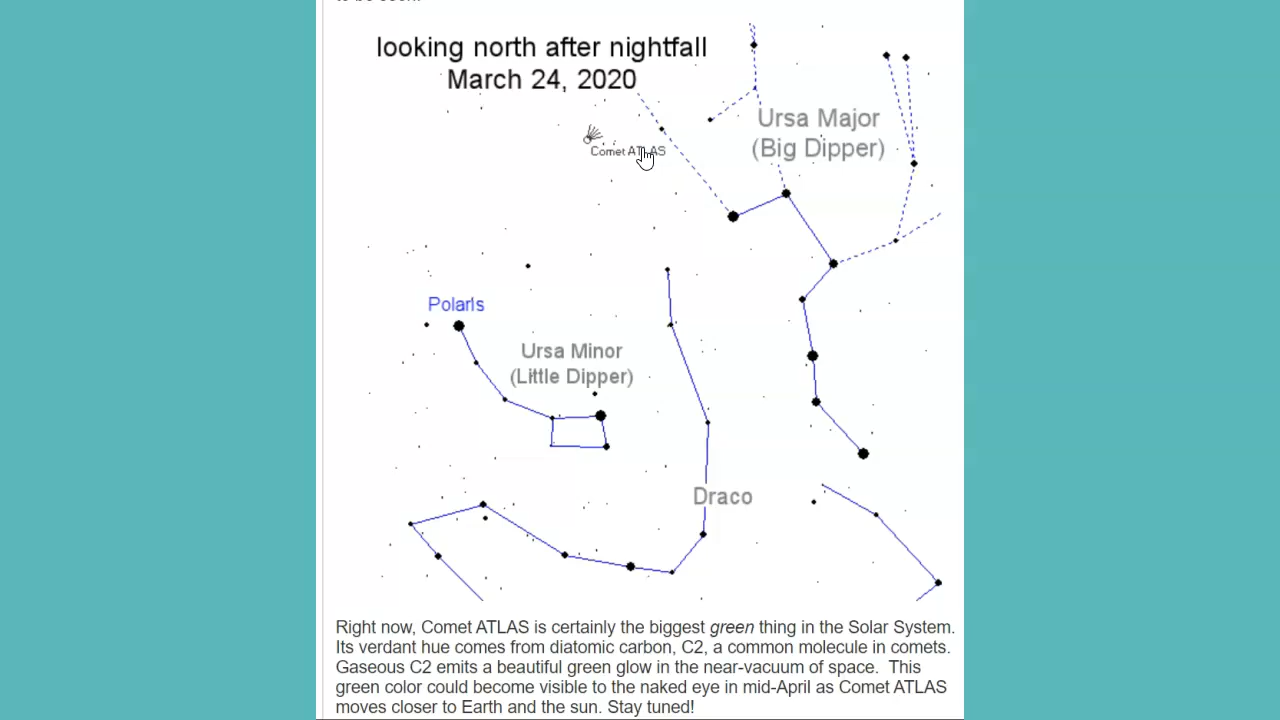 looking north after nightfall
March 24, 2020
Comet ATLAS
Ursa Major
(Big Dipper)
Polaris
Ursa Minor
(Little Dipper)
Draco
Right now, Comet ATLAS is certainly the biggest green thing in the Solar System.
Its verdant hue comes from diatomic carbon, C2, a common molecule in comets.
Gaseous C2 emits a beautiful green glow in the near-vacuum of space. This
green color could become visible to the naked eye in mid-April as Comet ATLAS
moves closer to Earth and the sun. Stay tuned!